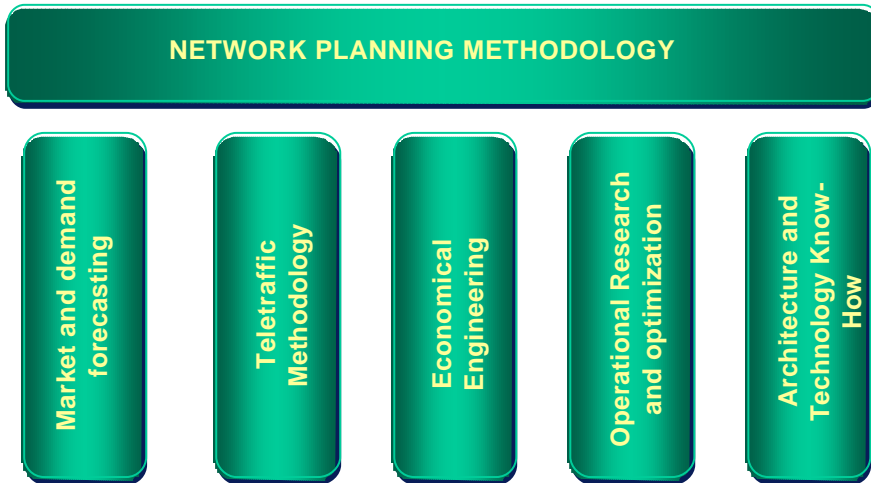 NETWORK PLANNING METHODOLOGY
Market and demand
forecasting
Teletraffic
Methodology
Economical
Engineering
Operational Research
and optimization
Architecture and
Technology Know-
How